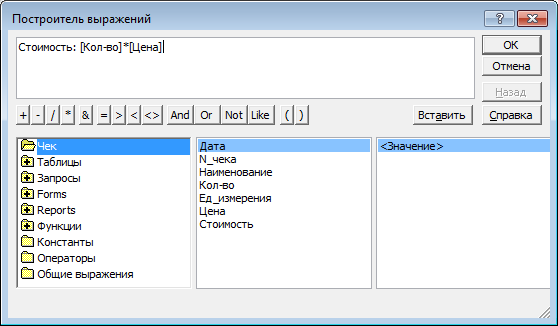 Построитель выражений
Стоимость: [Кол-во]*[Цена]
OK
Отмена
Назад
+ - / * & = > < <> And Or Not Like ( )
Вставить
Справка
Чек
Таблицы
Запросы
Forms
Reports
Функции
Константы
Операторы
Общие выражения
Дата
N_чека
Наименование
Кол-во
Ед_измерения
Цена
Стоимость
<Значение>